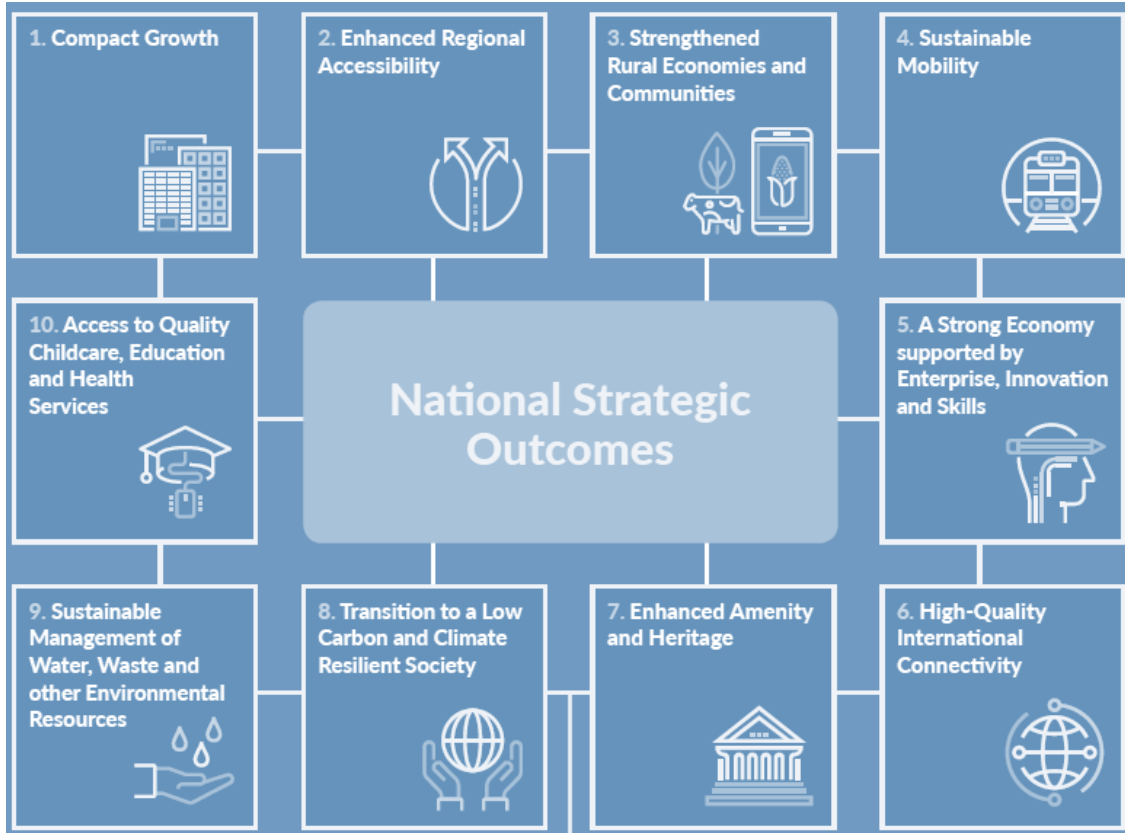 1. Compact Growth
2. Enhanced Regional
Accessibility
3. Strengthened
Rural Economies and
Communities
4. Sustainable
Mobility
10. Access to Quality
Childcare, Education
and Health
Services
National Strategic
Outcomes
5. A Strong Economy
supported by
Enterprise, Innovation
and Skills
9. Sustainable
Management of
Water, Waste and
other Environmental
Resources
8. Transition to a Low
Carbon and Climate
Resilient Society
7. Enhanced Amenity
and Heritage
6. High-Quality
International
Connectivity